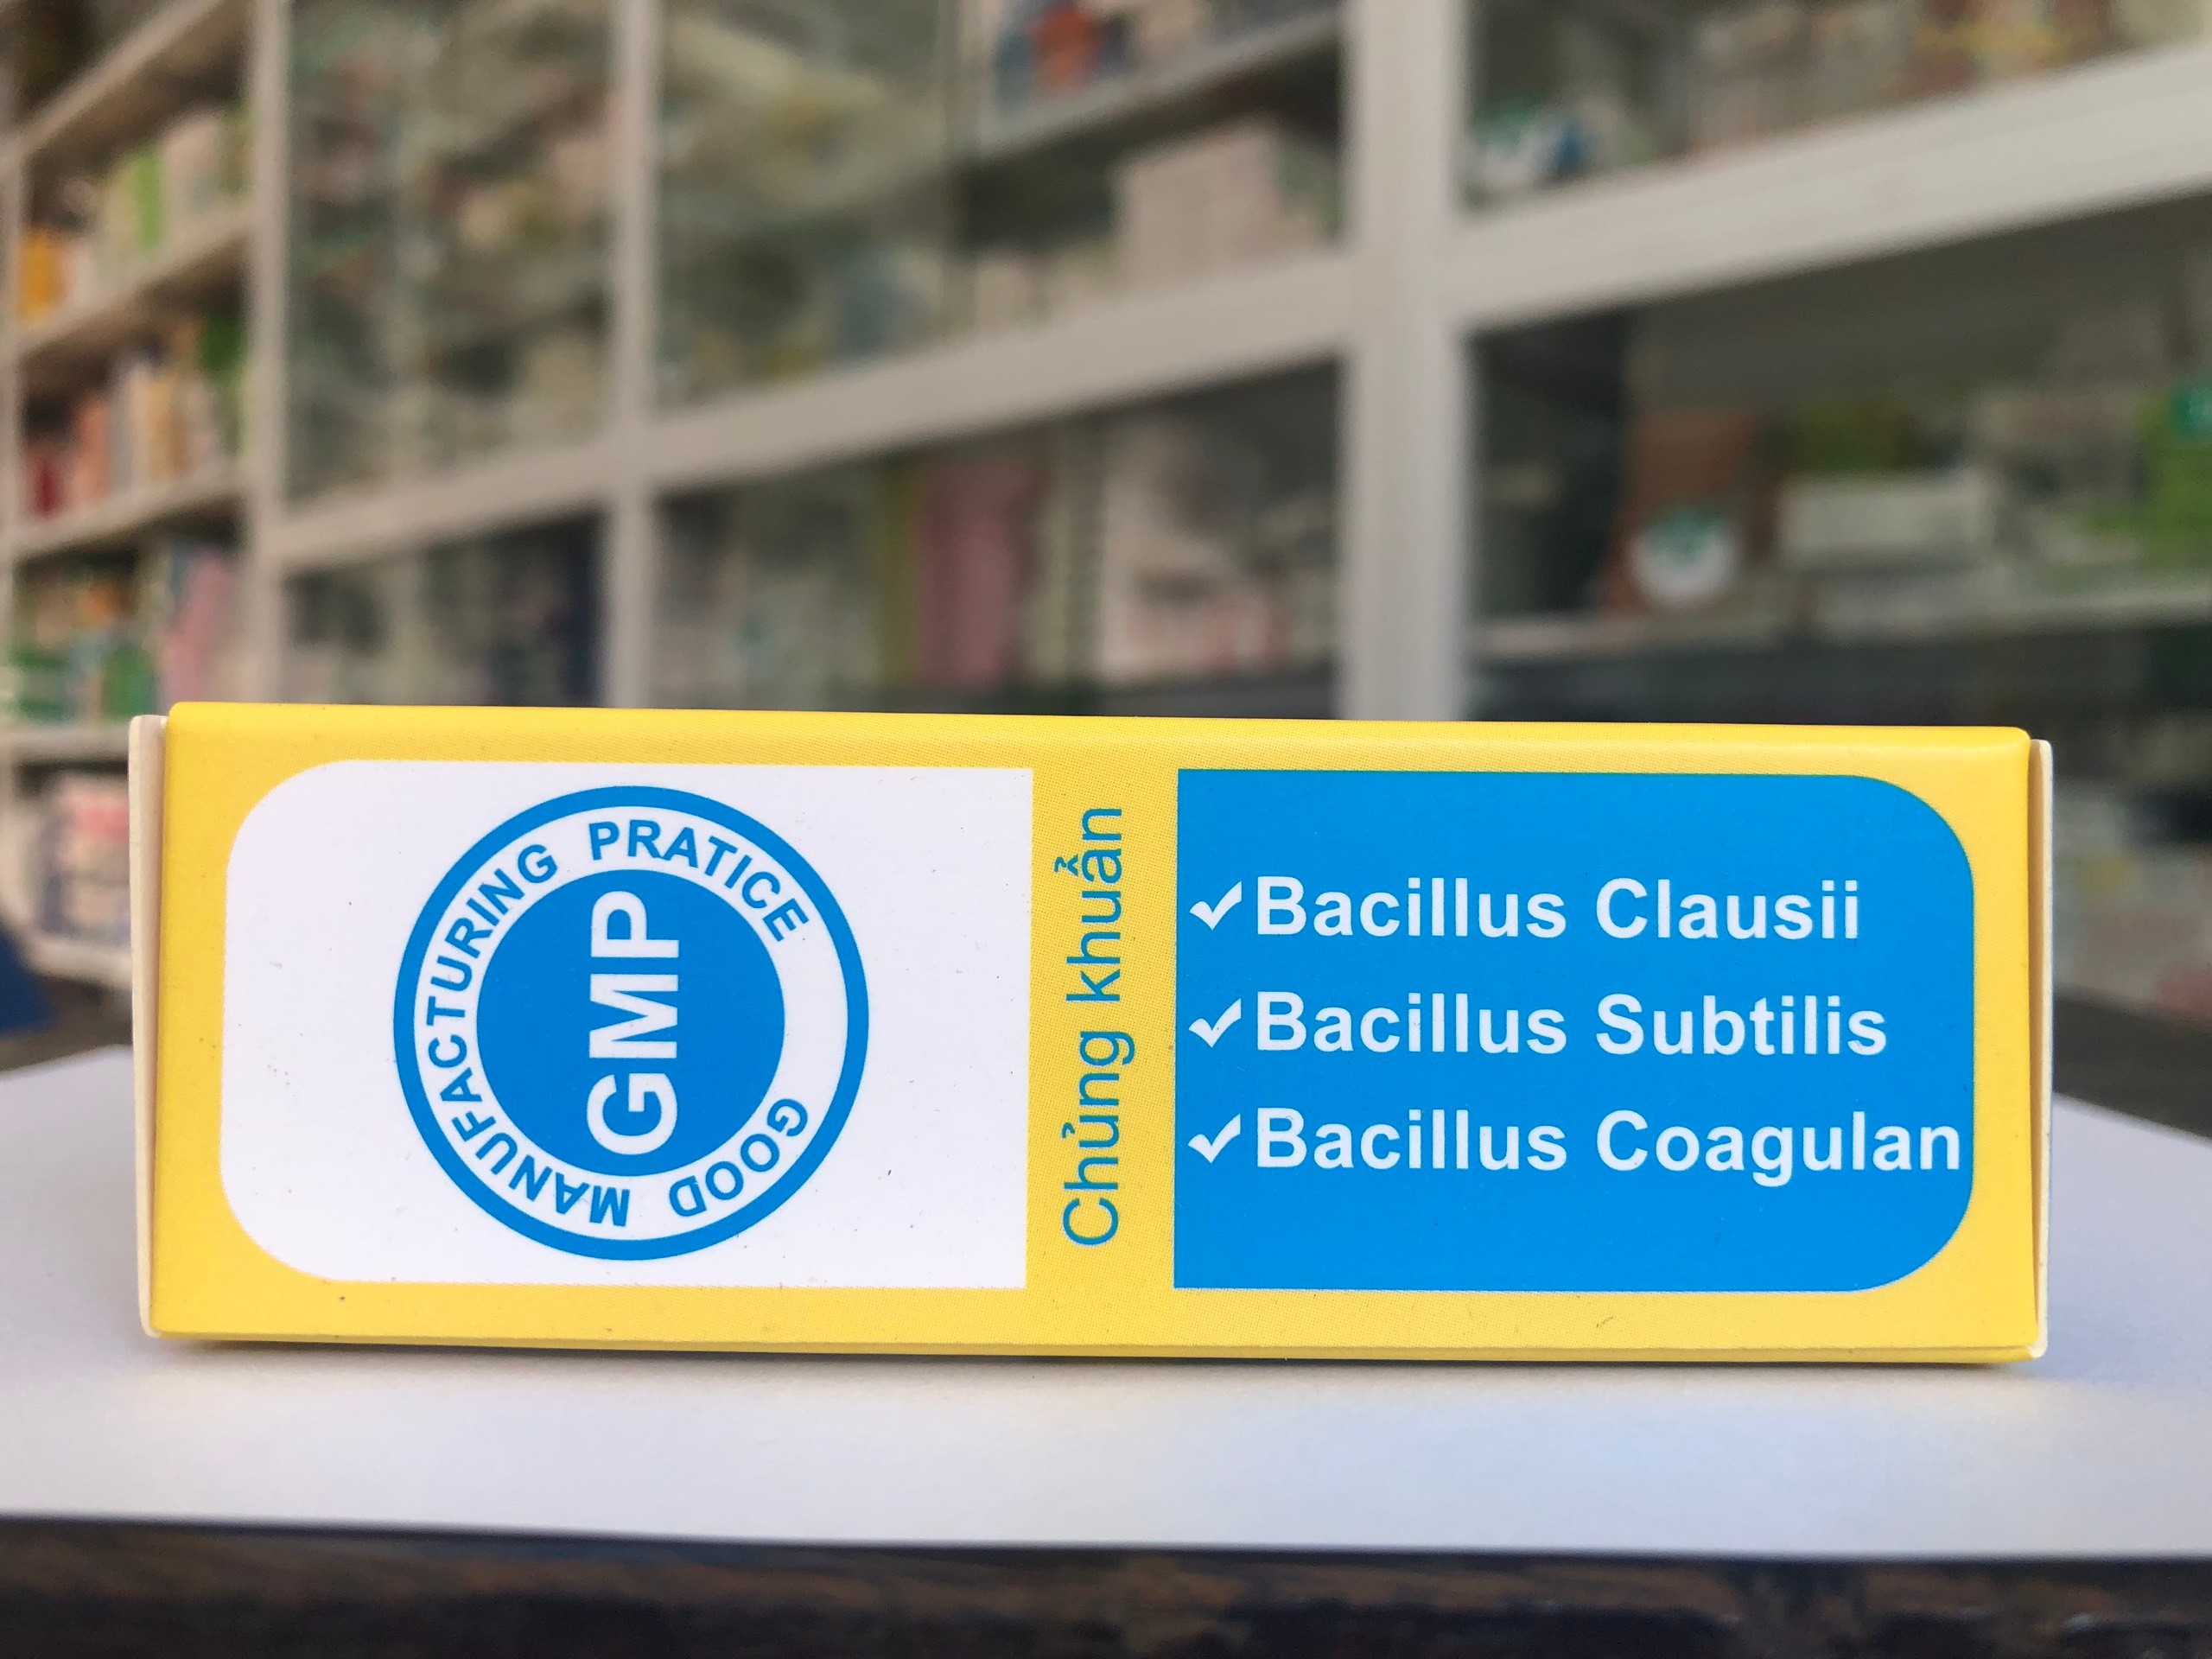 GOOD MANUFACTURING PRATICE
GMP
Chủng khuẩn
✓Bacillus Clausii
✓Bacillus Subtilis
✓Bacillus Coagulan